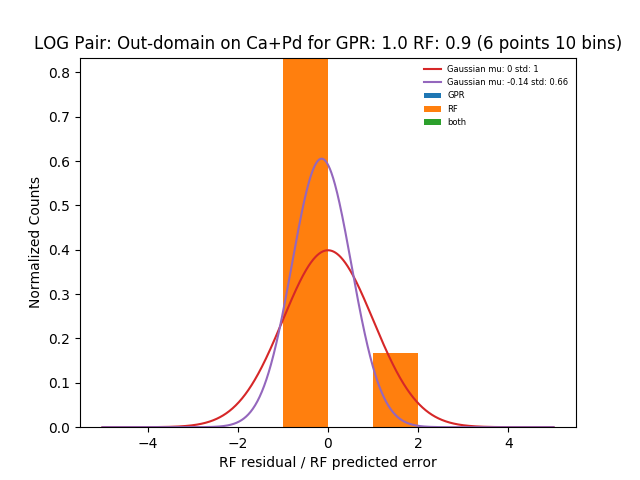 LOG Pair: Out-domain on Ca+Pd for GPR: 1.0 RF: 0.9 (6 points 10 bins)
Gaussian mu: 0 std: 1
Gaussian mu: -0.14 std: 0.66
GPR
RF
both
Normalized Counts
0.8
0.7
0.6
0.5
0.4
0.3
0.2
0.1
0.0
−4 −2 0 2 4
RF residual / RF predicted error